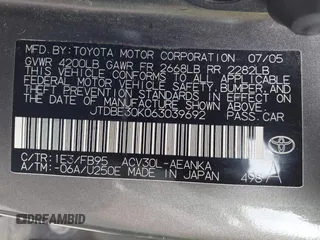 MFD. BY: TOYOTA MOTOR CORPORATION 07/05
GVWR 4200LB GAWR FR 2668LB RR 2282LB
THIS VEHICLE CONFORMS TO ALL APPLICABLE
FEDERAL MOTOR VEHICLE SAFETY, BUMPER, AND
THEFT PREVENTION STANDARDS IN EFFECT ON THE
DATE OF MANUFACTURE SHOWN ABOVE.
JTDBE30K063039692 PASS. CAR
C/TR: 1E3/FB95 ACV30L-AEANKA
A/TM: -06A/U250E MADE IN JAPAN
DREAMBID